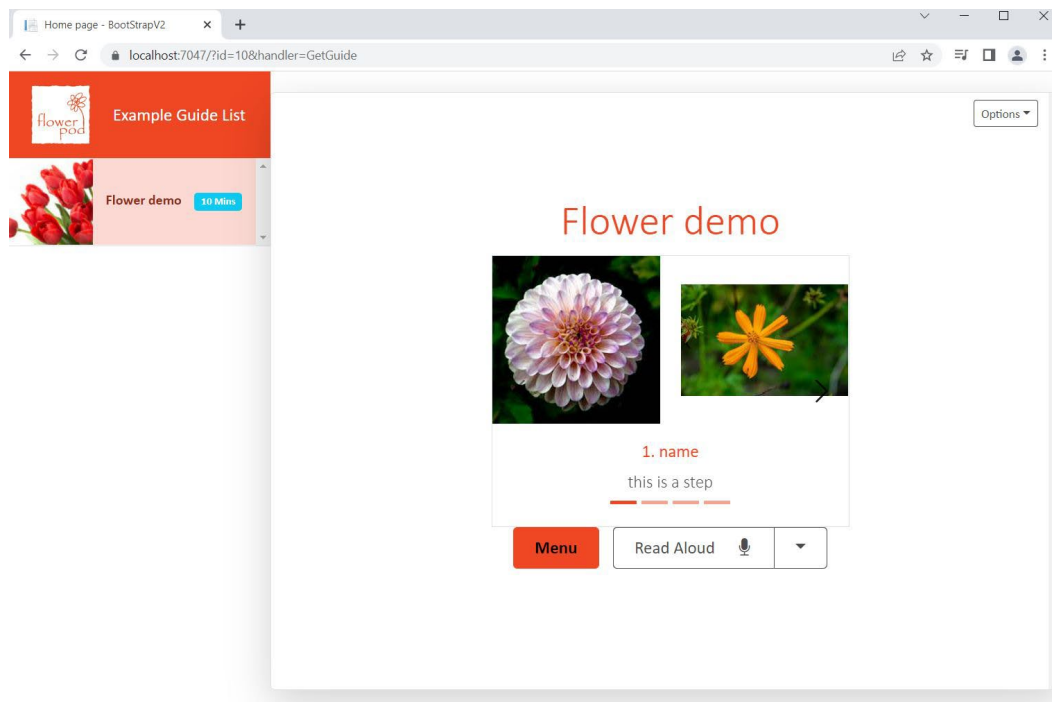 Home page - BootStrapV2
localhost:7047/?id=10&handler=GetGuide
flower
pod
Example Guide List
Options
Flower demo
10 Mins
Flower demo
1. name
this is a step
Menu
Read Aloud